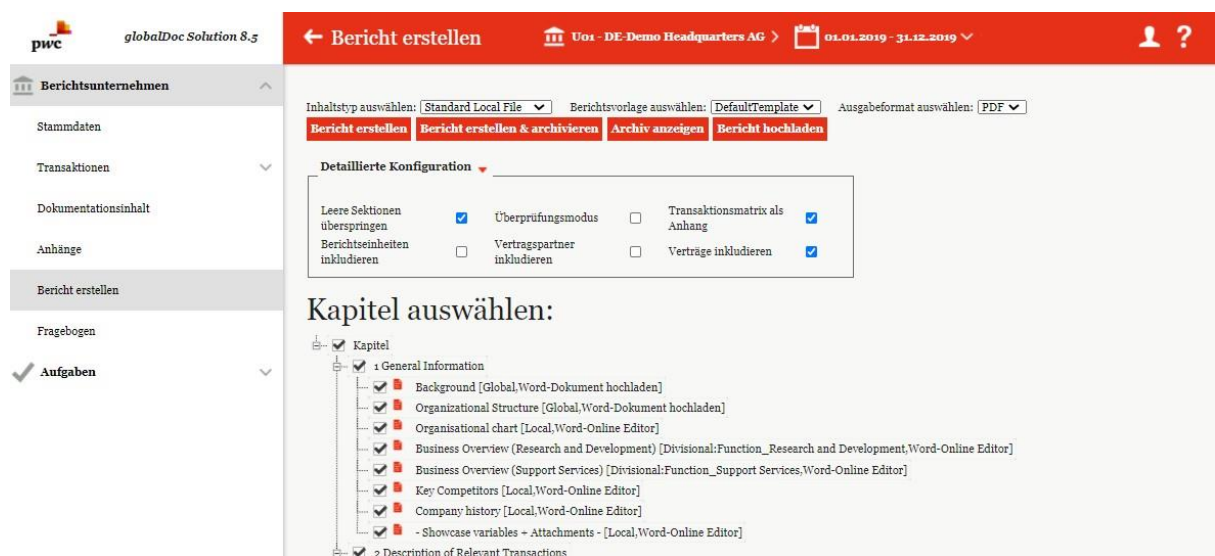 pwc
globalDoc Solution 8.5
← Bericht erstellen
U01 - DE-Demo Headquarters AG >
01.01.2019 - 31.12.2019
?
Berichtsunternehmen
Stammdaten
Transaktionen
Dokumentationsinhalt
Anhänge
Bericht erstellen
Fragebogen
Aufgaben
Inhaltstyp auswählen: Standard Local File Berichtsvorlage auswählen: DefaultTemplate Ausgabeformat auswählen: PDF
Bericht erstellen Bericht erstellen & archivieren Archiv anzeigen Bericht hochladen
Detaillierte Konfiguration
Leere Sektionen überspringen
Überprüfungsmodus
Transaktionsmatrix als Anhang
Berichtseinheiten inkludieren
Vertragspartner inkludieren
Verträge inkludieren
Kapitel auswählen:
Kapitel
1 General Information
Background [Global,Word-Dokument hochladen]
Organizational Structure [Global,Word-Dokument hochladen]
Organisational chart [Local,Word-Online Editor]
Business Overview (Research and Development) [Divisional:Function_Research and Development,Word-Online Editor]
Business Overview (Support Services) [Divisional:Function_Support Services,Word-Online Editor]
Key Competitors [Local,Word-Online Editor]
Company history [Local,Word-Online Editor]
- Showcase variables + Attachments - [Local,Word-Online Editor]
2 Description of Relevant Transactions